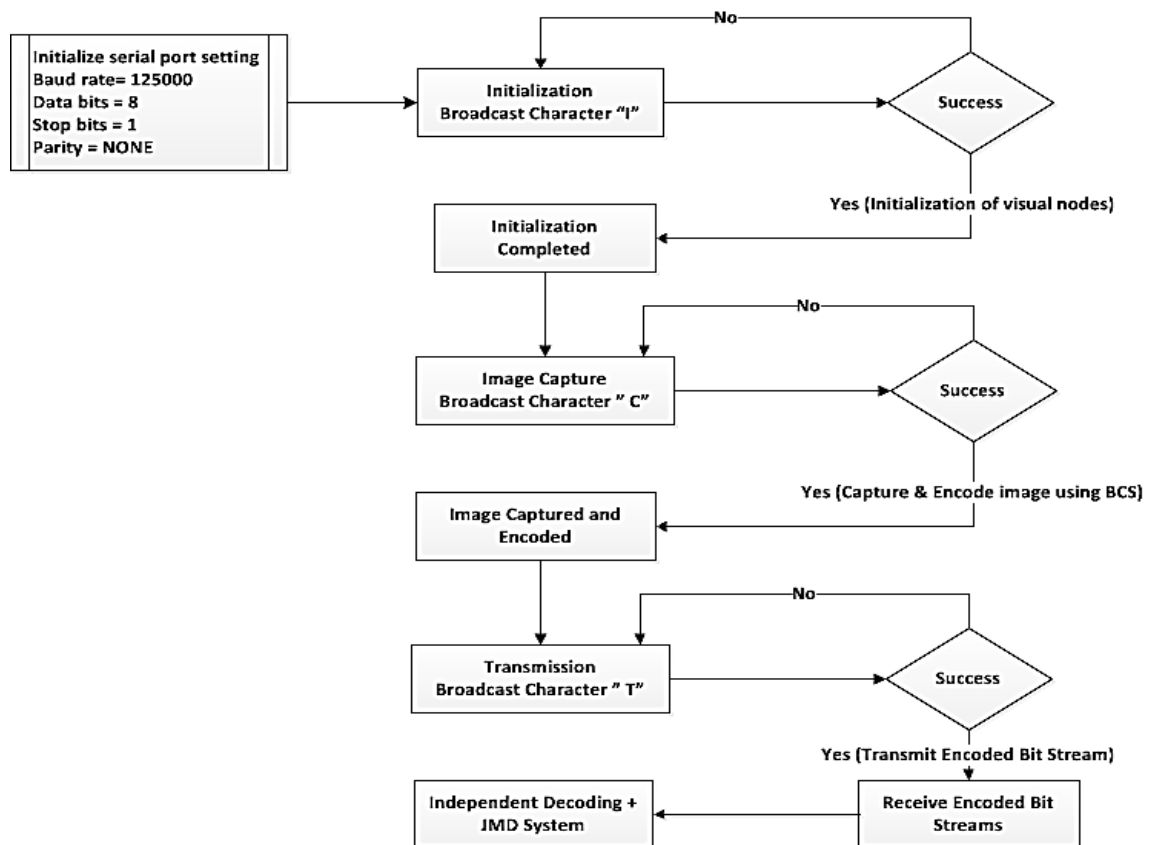 No
Initialize serial port setting
Baud rate= 125000
Data bits = 8
Stop bits = 1
Parity = NONE
Initialization
Broadcast Character “I”
Success
Yes (Initialization of visual nodes)
Initialization
Completed
No
Image Capture
Broadcast Character ” C”
Success
Yes (Capture & Encode image using BCS)
Image Captured and
Encoded
No
Transmission
Broadcast Character ” T”
Success
Yes (Transmit Encoded Bit Stream)
Independent Decoding +
JMD System
Receive Encoded Bit
Streams